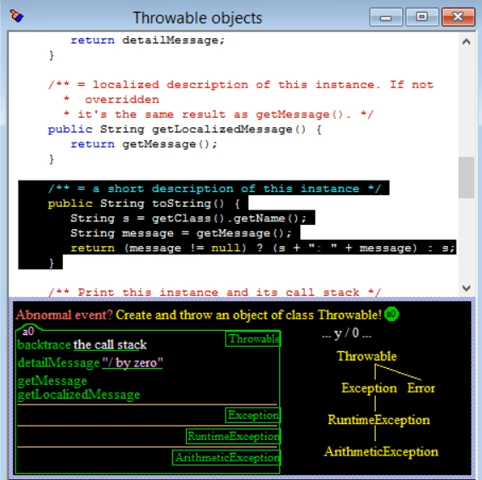 Throwable objects
return detailMessage;
}
/** = localized description of this instance. If not
* overridden
* it's the same result as getMessage(). */
public String getLocalizedMessage() {
return getMessage();
}
/** = a short description of this instance */
public String toString() {
String s = getClass().getName();
String message = getMessage();
return (message != null) ? (s + ": " + message) : s;
}
/** Print this instance and its call stack */
Abnormal event? Create and throw an object of class Throwable! a0
a0
backtrace the call stack
Throwable
detailMessage "/ by zero"
getMessage
getLocalizedMessage
Exception
RuntimeException
ArithmeticException
... y / 0 ...
Throwable
Exception Error
RuntimeException
ArithmeticException